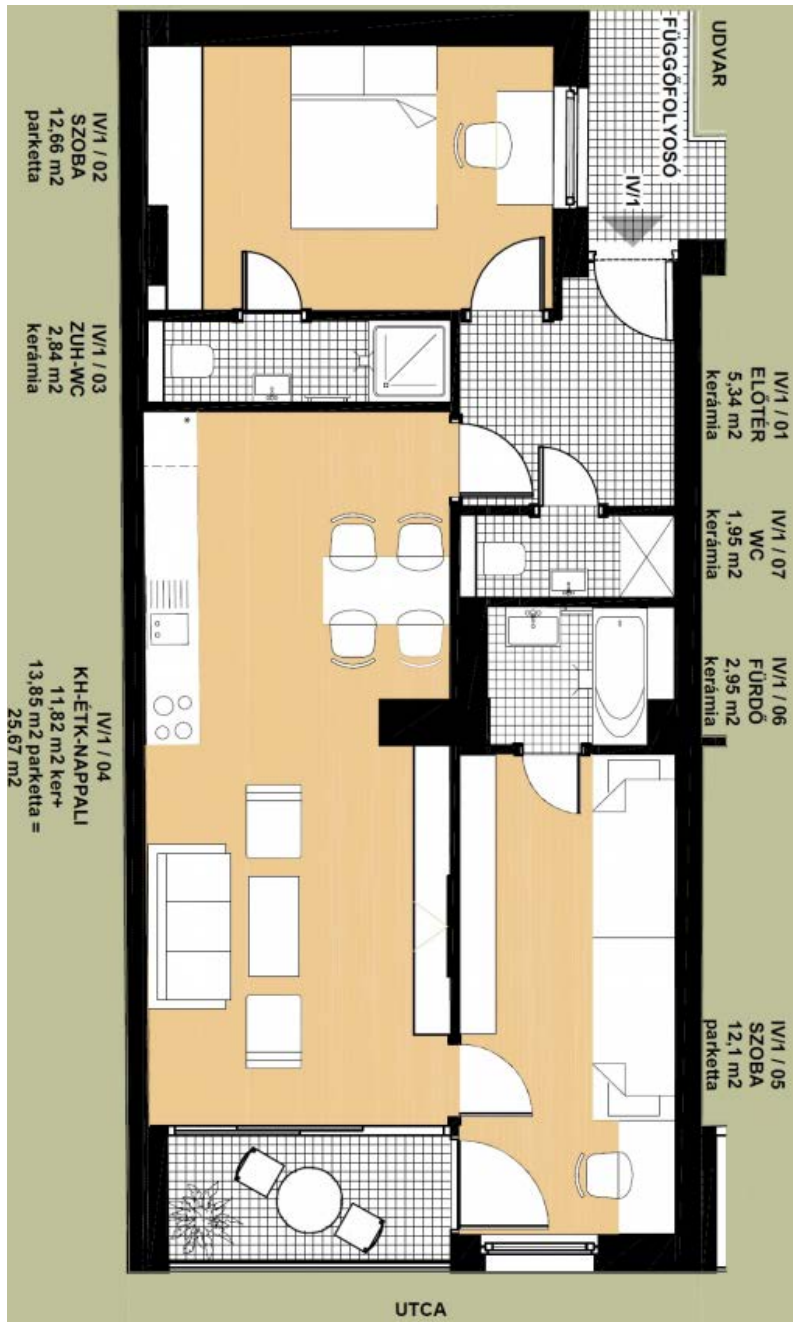 UDVAR
FÜGGŐFOLYOSÓ
IV/1
IV/1 / 02
SZOBA
12,66 m2
parketta
IV/1 / 03
ZUH-WC
2,84 m2
kerámia
IV/1 / 01
ELŐTÉR
5,34 m2
kerámia
IV/1 / 07
WC
1,95 m2
kerámia
IV/1 / 06
FÜRDŐ
2,95 m2
kerámia
IV/1 / 04
KH-ÉTK-NAPPALI
11,82 m2 ker+
13,85 m2 parketta =
25,67 m2
IV/1 / 05
SZOBA
12,1 m2
parketta
UTCA